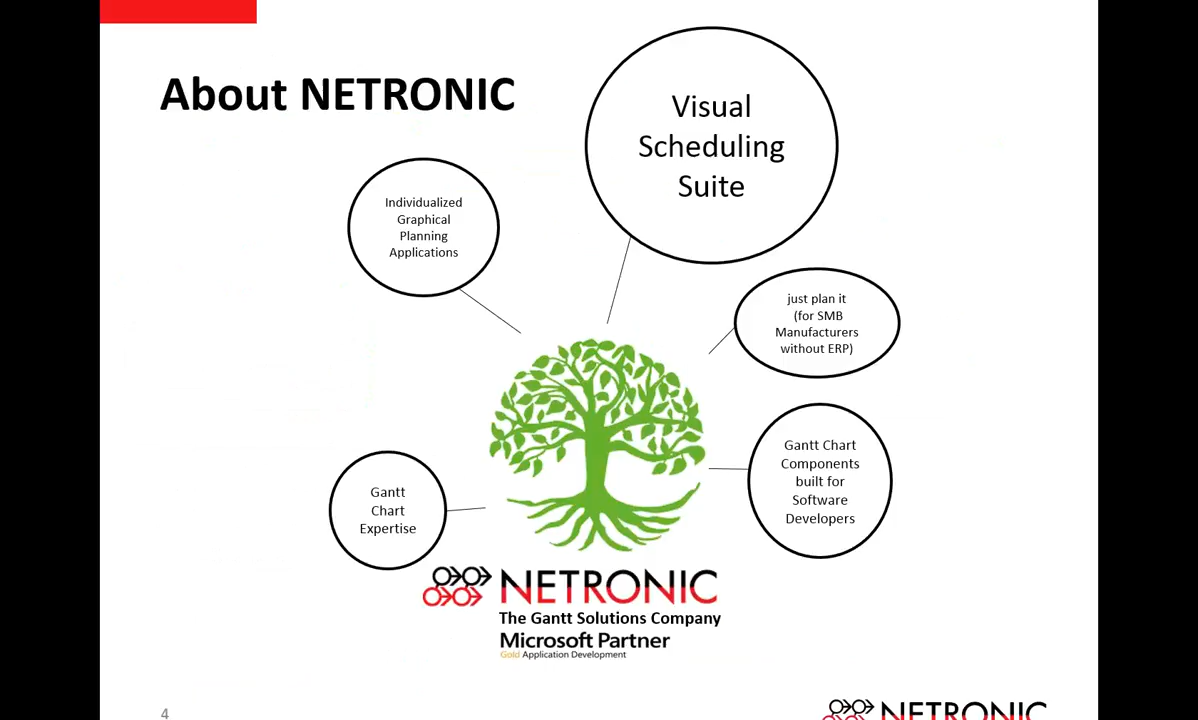 About NETRONIC
Visual
Scheduling
Suite
Individualized
Graphical
Planning
Applications
just plan it
(for SMB
Manufacturers
without ERP)
Gantt Chart
Components
built for
Software
Developers
Gantt
Chart
Expertise
NETRONIC
The Gantt Solutions Company
Microsoft Partner
Gold Application Development
4
NETRONIC